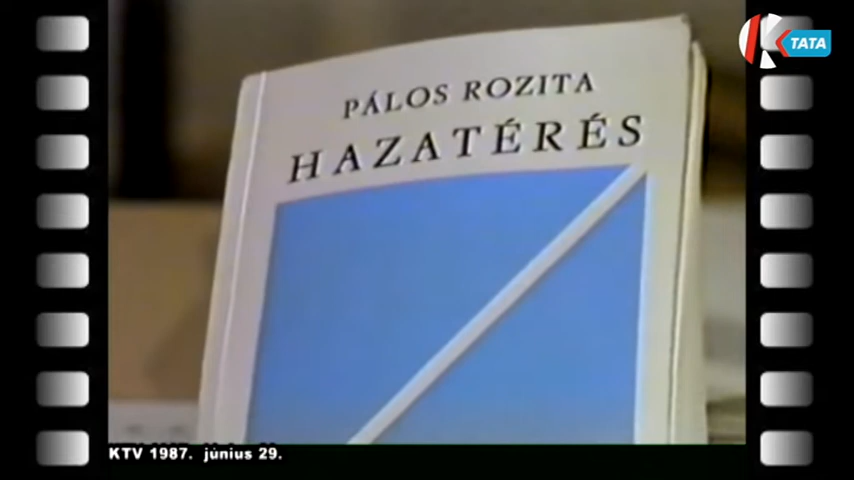 TATA
PÁLOS ROZITA
HAZATÉRÉS
KTV 1987. június 29.